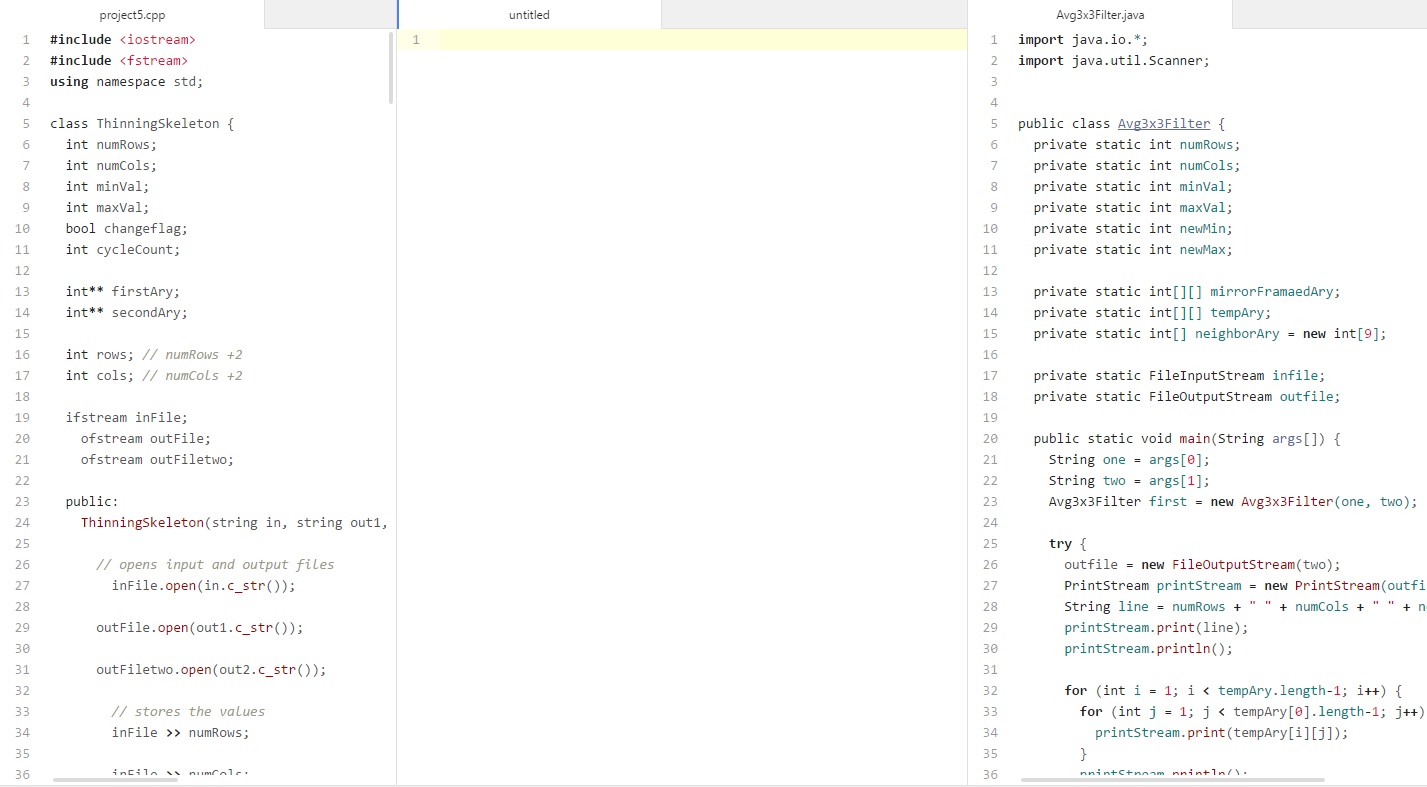 project5.cpp
1 #include <iostream>
2 #include <fstream>
3 using namespace std;
4
5 class ThinningSkeleton {
6 int numRows;
7 int numCols;
8 int minVal;
9 int maxVal;
10 bool changeflag;
11 int cycleCount;
12
13 int** firstAry;
14 int** secondAry;
15
16 int rows; // numRows +2
17 int cols; // numCols +2
18
19 ifstream inFile;
20 ofstream outFile;
21 ofstream outFiletwo;
22
23 public:
24 ThinningSkeleton(string in, string out1,
25
26 // opens input and output files
27 inFile.open(in.c_str());
28
29 outFile.open(out1.c_str());
30
31 outFiletwo.open(out2.c_str());
32
33 // stores the values
34 inFile >> numRows;
35
36 inFile >> numCols;
untitled
1
Avg3x3Filter.java
1 import java.io.*;
2 import java.util.Scanner;
3
4
5 public class Avg3x3Filter {
6 private static int numRows;
7 private static int numCols;
8 private static int minVal;
9 private static int maxVal;
10 private static int newMin;
11 private static int newMax;
12
13 private static int[][] mirrorFramaedAry;
14 private static int[][] tempAry;
15 private static int[] neighborAry = new int[9];
16
17 private static FileInputStream infile;
18 private static FileOutputStream outfile;
19
20 public static void main(String args[]) {
21 String one = args[0];
22 String two = args[1];
23 Avg3x3Filter first = new Avg3x3Filter(one, two);
24
25 try {
26 outfile = new FileOutputStream(two);
27 PrintStream printStream = new PrintStream(outfi
28 String line = numRows + " " + numCols + " " + n
29 printStream.print(line);
30 printStream.println();
31
32 for (int i = 1; i < tempAry.length-1; i++) {
33 for (int j = 1; j < tempAry[0].length-1; j++)
34 printStream.print(tempAry[i][j]);
35 }
36 printStream.println();